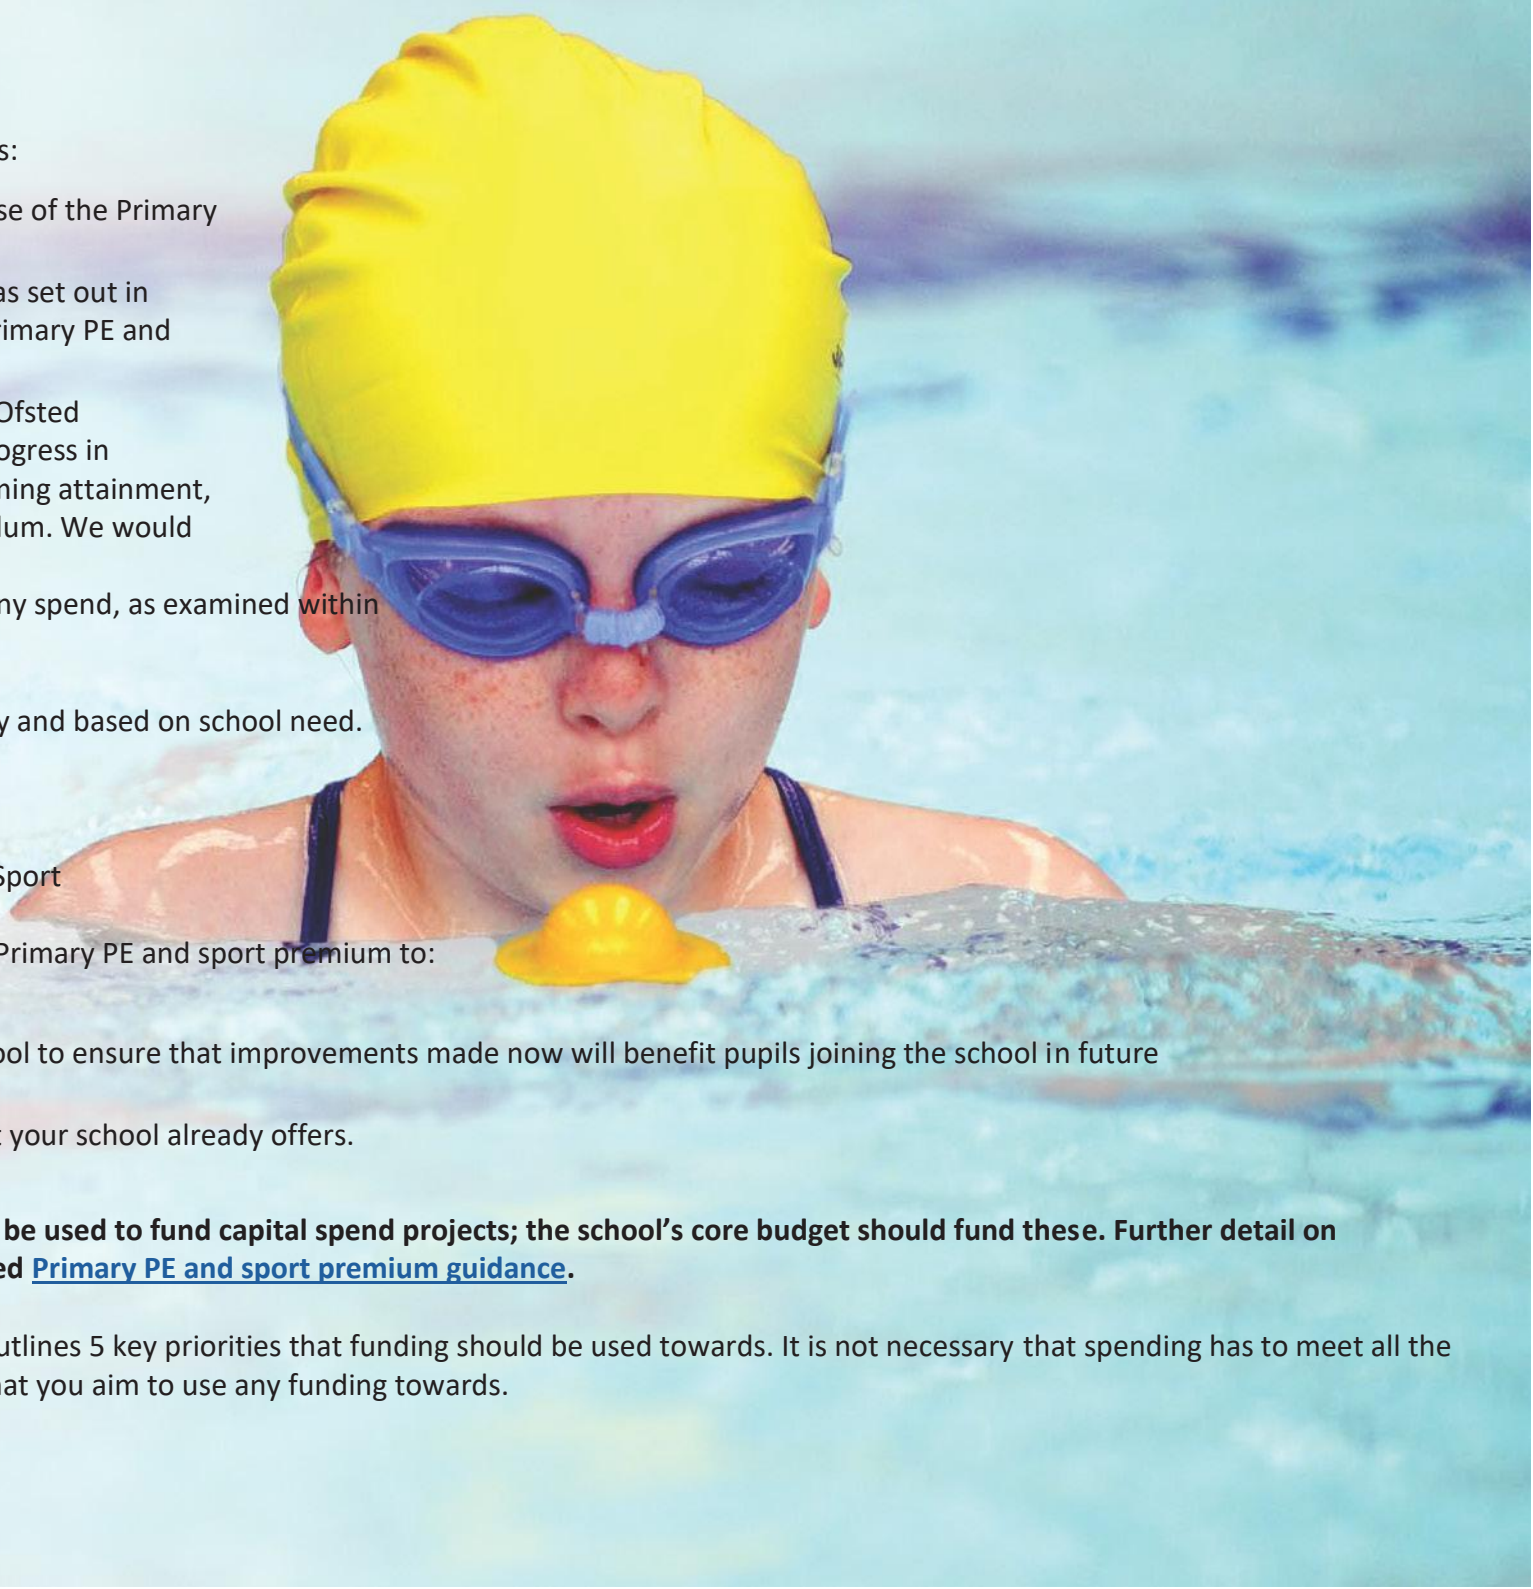 s:
se of the Primary
as set out in
rimary PE and
Ofsted
ogress in
ning attainment,
lum. We would
ny spend, as examined within
y and based on school need.
Sport
Primary PE and sport premium to:
ool to ensure that improvements made now will benefit pupils joining the school in future
t your school already offers.
be used to fund capital spend projects; the school’s core budget should fund these. Further detail on
ed Primary PE and sport premium guidance.
utlines 5 key priorities that funding should be used towards. It is not necessary that spending has to meet all the
hat you aim to use any funding towards.